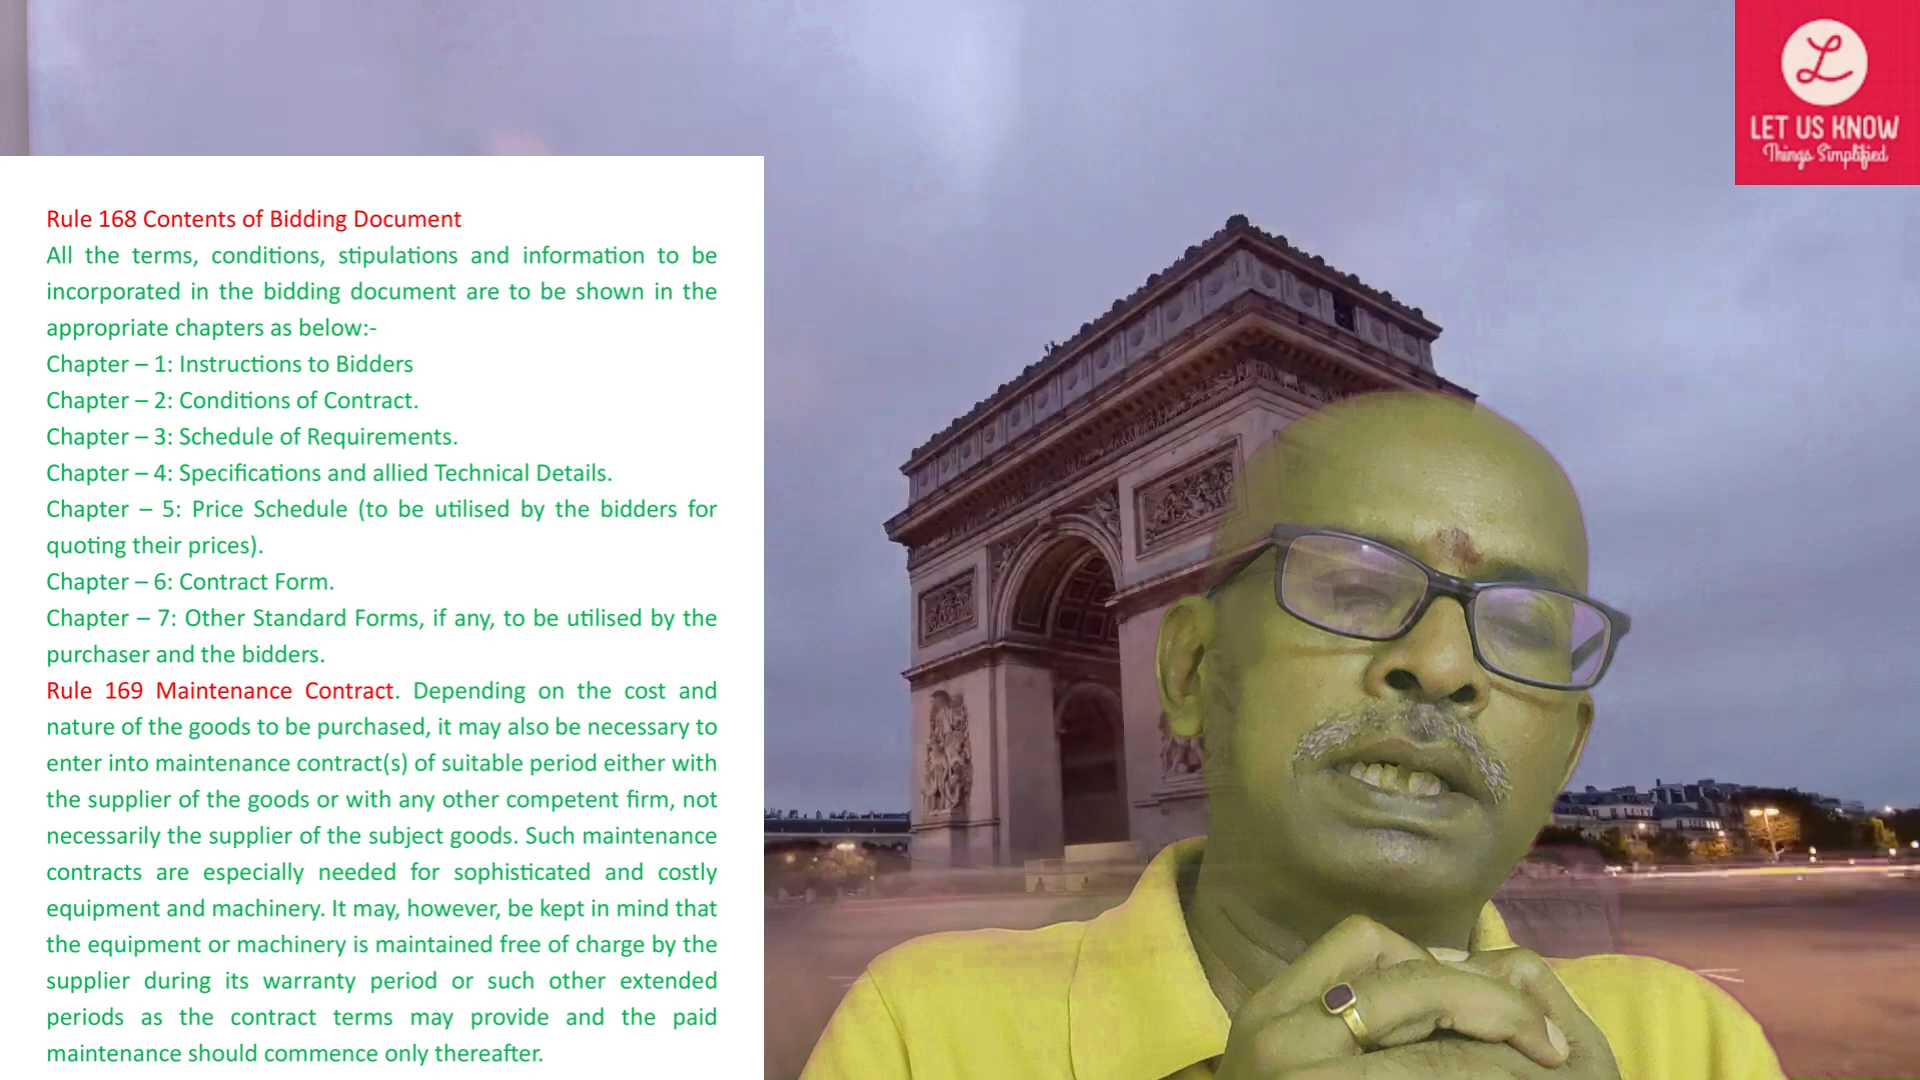 LET US KNOW
Things Simplified
Rule 168 Contents of Bidding Document
All the terms, conditions, stipulations and information to be
incorporated in the bidding document are to be shown in the
appropriate chapters as below:-
Chapter – 1: Instructions to Bidders
Chapter – 2: Conditions of Contract.
Chapter – 3: Schedule of Requirements.
Chapter – 4: Specifications and allied Technical Details.
Chapter – 5: Price Schedule (to be utilised by the bidders for
quoting their prices).
Chapter – 6: Contract Form.
Chapter – 7: Other Standard Forms, if any, to be utilised by the
purchaser and the bidders.
Rule 169 Maintenance Contract. Depending on the cost and
nature of the goods to be purchased, it may also be necessary to
enter into maintenance contract(s) of suitable period either with
the supplier of the goods or with any other competent firm, not
necessarily the supplier of the subject goods. Such maintenance
contracts are especially needed for sophisticated and costly
equipment and machinery. It may, however, be kept in mind that
the equipment or machinery is maintained free of charge by the
supplier during its warranty period or such other extended
periods as the contract terms may provide and the paid
maintenance should commence only thereafter.